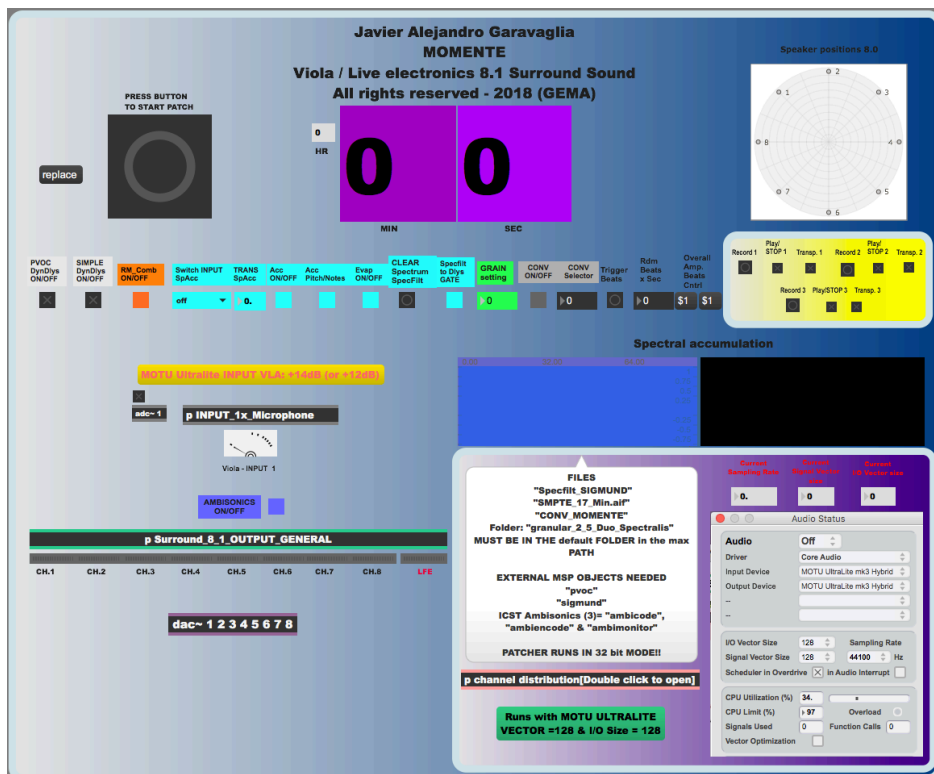 Javier Alejandro Garavaglia
MOMENTE
Viola / Live electronics 8.1 Surround Sound
All rights reserved - 2018 (GEMA)
Speaker positions 8.0
1
2
3
4
5
6
7
8
PRESS BUTTON
TO START PATCH
replace
0
HR
0
MIN
0
SEC
PVOC
DynDlys
ON/OFF
SIMPLE
DynDlys
ON/OFF
RM_Comb
ON/OFF
Switch INPUT
SpAcc
off
TRANS
SpAcc
0.
Acc
ON/OFF
Acc
Pitch/Notes
Evap
ON/OFF
CLEAR
Spectrum
SpecFilt
Specfilt
to Dlys
GATE
GRAIN
setting
0
CONV
ON/OFF
CONV
Selector
0
Trigger
Beats
Rdm
Beats
x Sec
0
Overall
Amp.
Beats
Cntrl
$1
$1
Record 1
Play/
STOP 1
Transp. 1
Record 2
Play/
STOP 2
Transp. 2
Record 3
Play/STOP 3
Transp. 3
Spectral accumulation
MOTU Ultralite INPUT VLA: +14dB (or +12dB)
adc~ 1
p INPUT_1x_Microphone
Viola - INPUT 1
AMBISONICS
ON/OFF
p Surround_8_1_OUTPUT_GENERAL
CH.1
CH.2
CH.3
CH.4
CH.5
CH.6
CH.7
CH.8
LFE
dac~ 1 2 3 4 5 6 7 8
FILES
"Specfilt_SIGMUND"
"SMPTE_17_Min.aif"
"CONV_MOMENTE"
Folder: "granular_2_5_Duo_Spectralis"
MUST BE IN THE default FOLDER in the max
PATH
EXTERNAL MSP OBJECTS NEEDED
"pvoc"
"sigmund"
ICST Ambisonics (3)= "ambicode",
"ambiencode" & "ambimonitor"
PATCHER RUNS IN 32 bit MODE!!
p channel distribution[Double click to open]
Runs with MOTU ULTRALITE
VECTOR =128 & I/O Size = 128
Current
Sampling
0.
Current
0
Current
Vector size
0
Audio Status
Audio
Off
Driver
Core Audio
Input Device
MOTU UltraLite mk3 Hybrid
Output Device
MOTU UltraLite mk3 Hybrid
--
--
I/O Vector Size
128
Sampling Rate
Signal Vector Size
128
44100
Hz
Scheduler in Overdrive
in Audio Interrupt
CPU Utilization (%)
34.
CPU Limit (%)
97
Overload
Signals Used
0
Function Calls
0
Vector Optimization